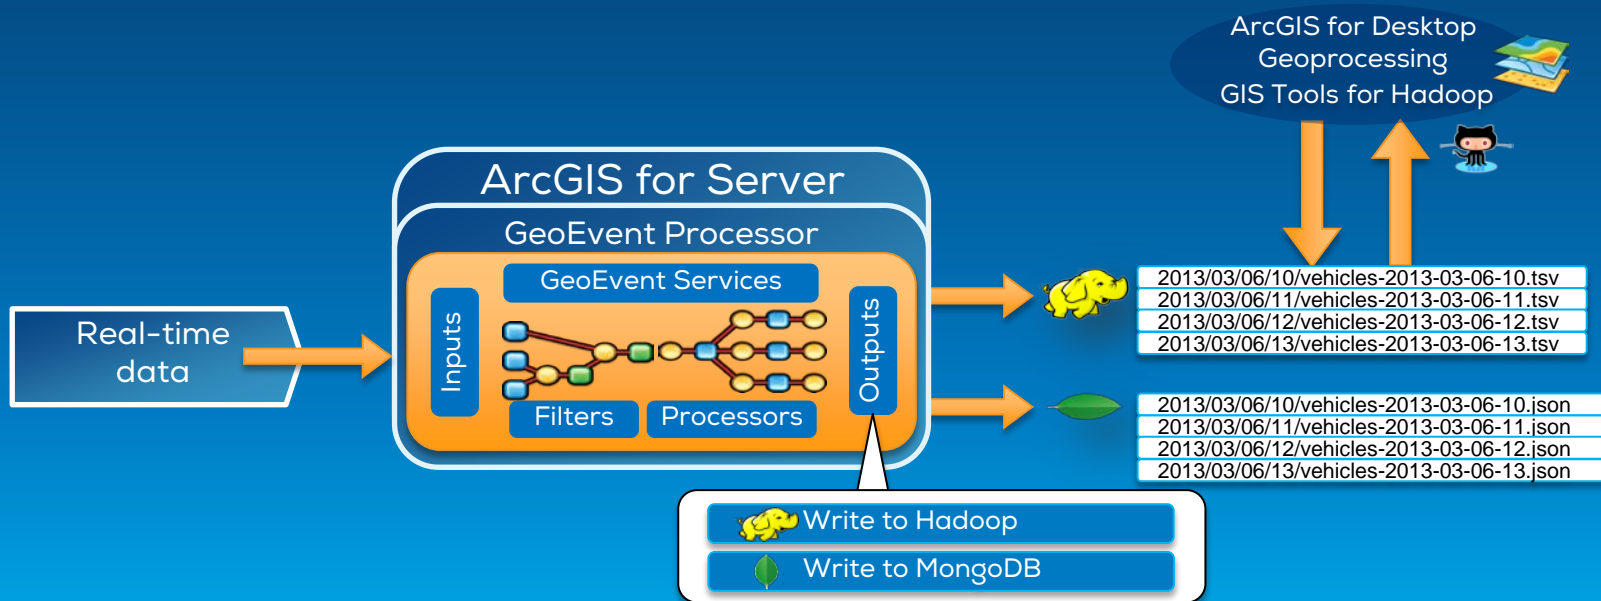 ArcGIS for Desktop
Geoprocessing
GIS Tools for Hadoop
ArcGIS for Server
GeoEvent Processor
GeoEvent Services
Inputs
Outputs
Filters
Processors
Real-time
data
2013/03/06/10/vehicles-2013-03-06-10.tsv
2013/03/06/11/vehicles-2013-03-06-11.tsv
2013/03/06/12/vehicles-2013-03-06-12.tsv
2013/03/06/13/vehicles-2013-03-06-13.tsv
2013/03/06/10/vehicles-2013-03-06-10.json
2013/03/06/11/vehicles-2013-03-06-11.json
2013/03/06/12/vehicles-2013-03-06-12.json
2013/03/06/13/vehicles-2013-03-06-13.json
Write to Hadoop
Write to MongoDB